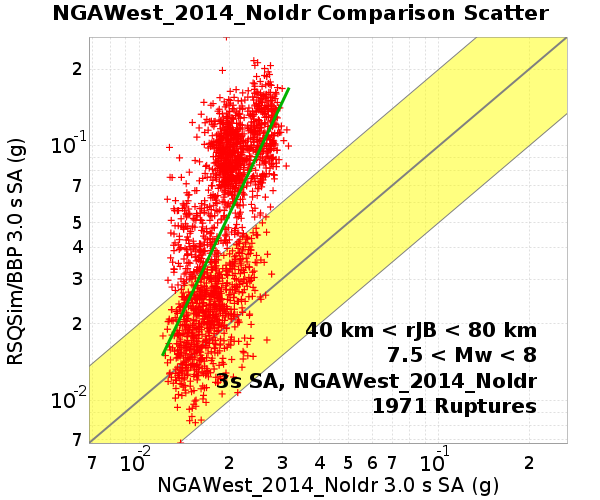 NGAWest_2014_NoIdr Comparison Scatter
RSQSim/BBP 3.0 s SA (g)
2
10⁻¹
7
5
4
3
2
10⁻²
7
40 km < rJB < 80 km
7.5 < Mw < 8
3s SA, NGAWest_2014_NoIdr
1971 Ruptures
7 10⁻² 2 3 4 5 6 7 10⁻¹ 2
NGAWest_2014_NoIdr 3.0 s SA (g)